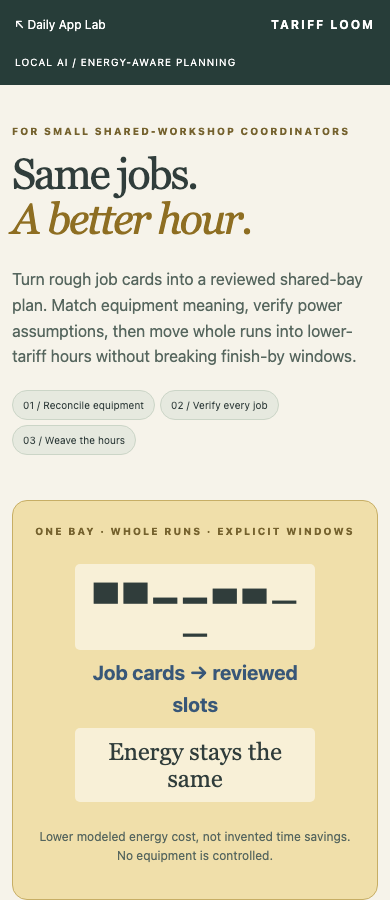 ↖ Daily App Lab
TARIFF LOOM
LOCAL AI / ENERGY-AWARE PLANNING
FOR SMALL SHARED-WORKSHOP COORDINATORS
Same jobs.
A better hour.
Turn rough job cards into a reviewed shared-bay
plan. Match equipment meaning, verify power
assumptions, then move whole runs into lower-
tariff hours without breaking finish-by windows.
01 / Reconcile equipment
02 / Verify every job
03 / Weave the hours
ONE BAY · WHOLE RUNS · EXPLICIT WINDOWS
Job cards → reviewed
slots
Energy stays the
same
Lower modeled energy cost, not invented time savings.
No equipment is controlled.